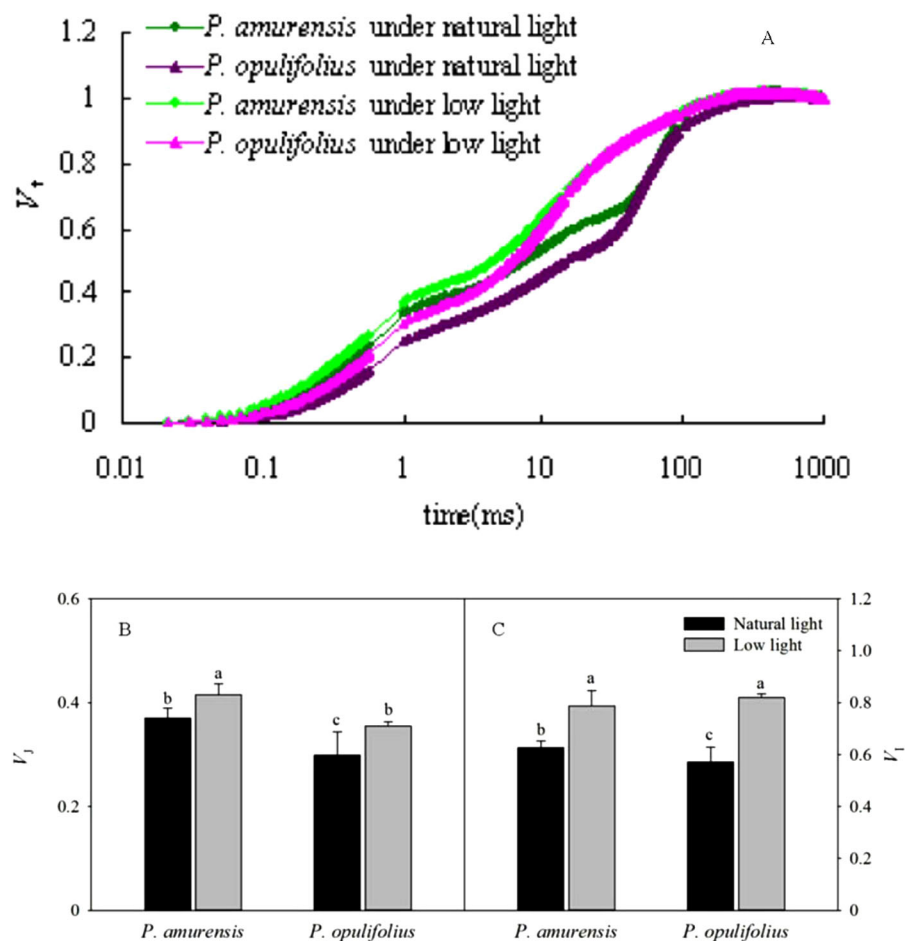 P. amurensis under natural light
P. opulifolius under natural light
P. amurensis under low light
P. opulifolius under low light
A
1.2
1
0.8
0.6
0.4
0.2
0
Vt
0.01 0.1 1 10 100 1000
time(ms)
B
C
Natural light
Low light
0.6
0.4
0.2
0
VJ
b a c b
b a c a
1.2
1.0
0.8
0.6
0.4
0.2
0
VI
P. amurensis P. opulifolius P. amurensis P. opulifolius